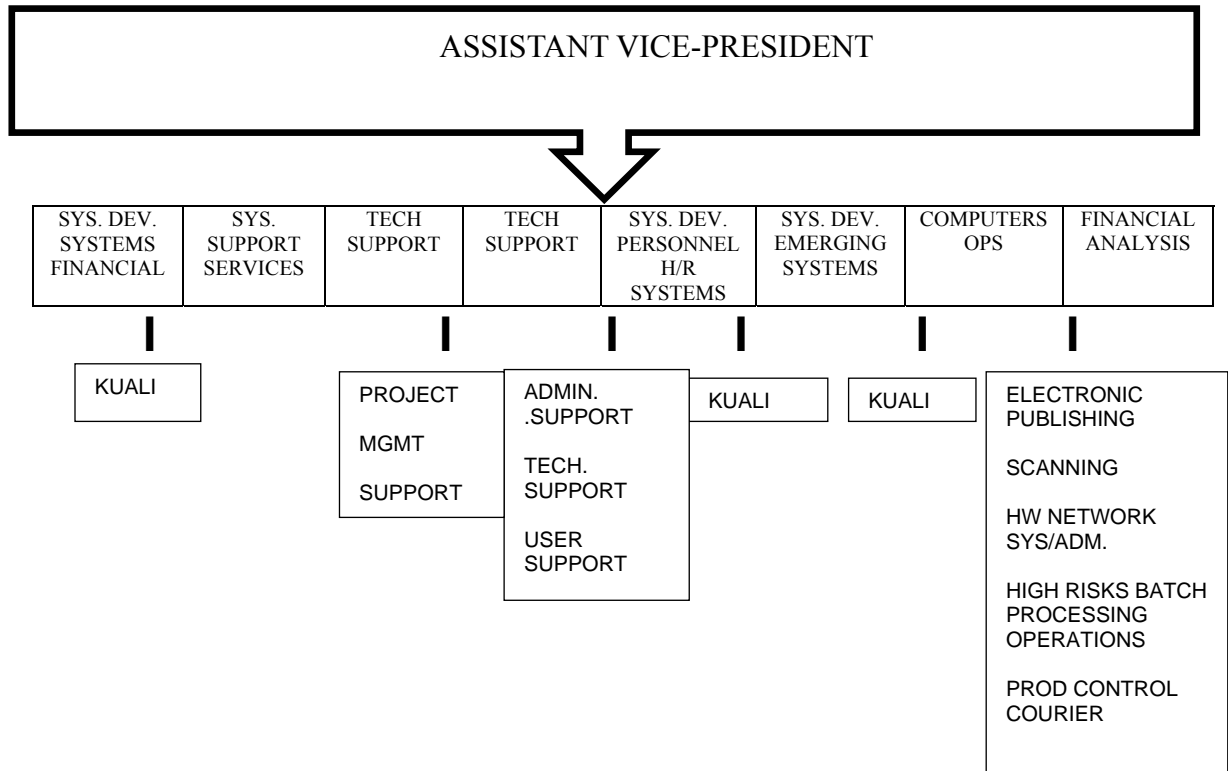 ASSISTANT VICE-PRESIDENT
SYS. DEV.
SYSTEMS
FINANCIAL
SYS.
SUPPORT
SERVICES
TECH
SUPPORT
TECH
SUPPORT
SYS. DEV.
PERSONNEL
H/R
SYSTEMS
SYS. DEV.
EMERGING
SYSTEMS
COMPUTERS
OPS
FINANCIAL
ANALYSIS
KUALI
PROJECT
MGMT
SUPPORT
ADMIN.
.SUPPORT
TECH.
SUPPORT
USER
SUPPORT
KUALI
KUALI
ELECTRONIC
PUBLISHING
SCANNING
HW NETWORK
SYS/ADM.
HIGH RISKS BATCH
PROCESSING
OPERATIONS
PROD CONTROL
COURIER